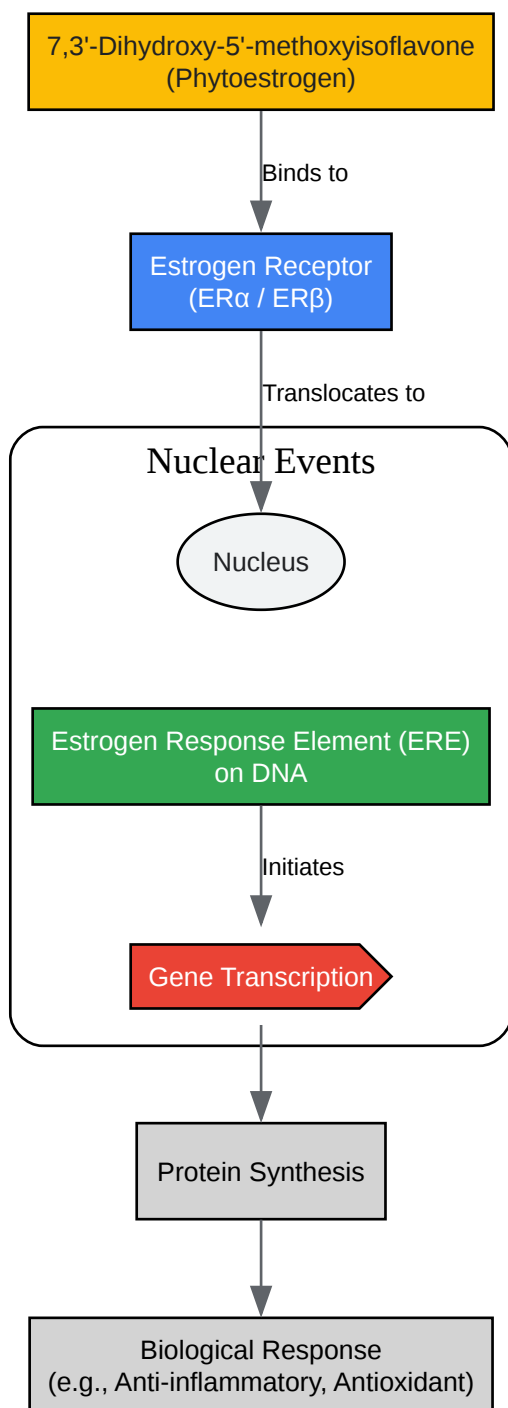 7,3'-Dihydroxy-5'-methoxyisoflavone
(Phytoestrogen)
Binds to
Estrogen Receptor
(ERα / ERβ)
Translocates to
Nuclear Events
Nucleus
Estrogen Response Element (ERE)
on DNA
Initiates
Gene Transcription
Protein Synthesis
Biological Response
(e.g., Anti-inflammatory, Antioxidant)